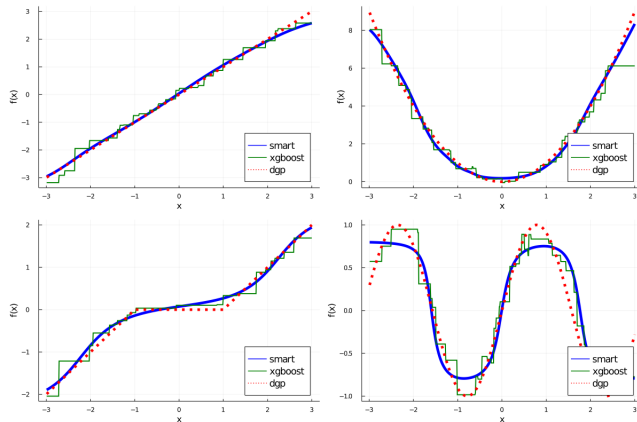 3
2
1
0
-1
-2
-3
f(x)
-3 -2 -1 0 1 2 3
x
smart
xgboost
dgp
8
6
4
2
0
f(x)
-3 -2 -1 0 1 2 3
x
smart
xgboost
dgp
2
1
0
-1
-2
f(x)
-3 -2 -1 0 1 2 3
x
smart
xgboost
dgp
1.0
0.5
0.0
-0.5
-1.0
f(x)
-3 -2 -1 0 1 2 3
x
smart
xgboost
dgp